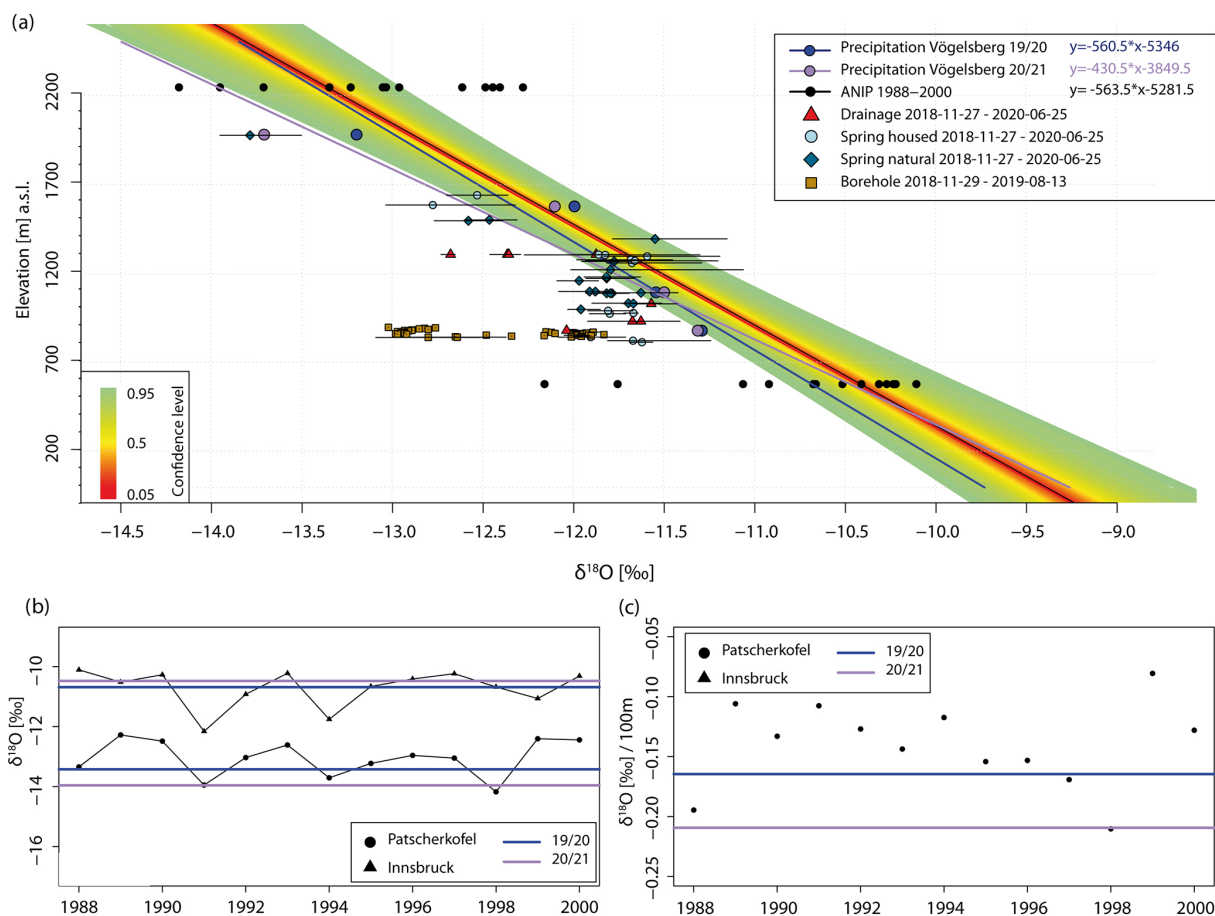 (a)
Elevation [m] a.s.l.
2200
1700
1200
700
200
Precipitation Vögelsberg 19/20 y=-560.5*x-5346
Precipitation Vögelsberg 20/21 y=-430.5*x-3849.5
ANIP 1988−2000 y= -563.5*x-5281.5
Drainage 2018-11-27 - 2020-06-25
Spring housed 2018-11-27 - 2020-06-25
Spring natural 2018-11-27 - 2020-06-25
Borehole 2018-11-29 - 2019-08-13
0.95
0.5
0.05
Confidence level
−14.5 −14.0 −13.0 −13.0 −12.5 −12.0 −11.5 −11.0 −10.5 −10.0 −9.0
δ¹⁸O [‰]
(b)
δ¹⁸O [‰]
−10
−12
−14
−16
Patscherkofel 19/20
Innsbruck 20/21
1988 1990 1992 1994 1996 1998 2000
(c)
δ¹⁸O [‰] / 100m
−0.05
−0.10
−0.15
−0.20
−0.25
Patscherkofel 19/20
Innsbruck 20/21
1988 1990 1992 1994 1996 1998 2000